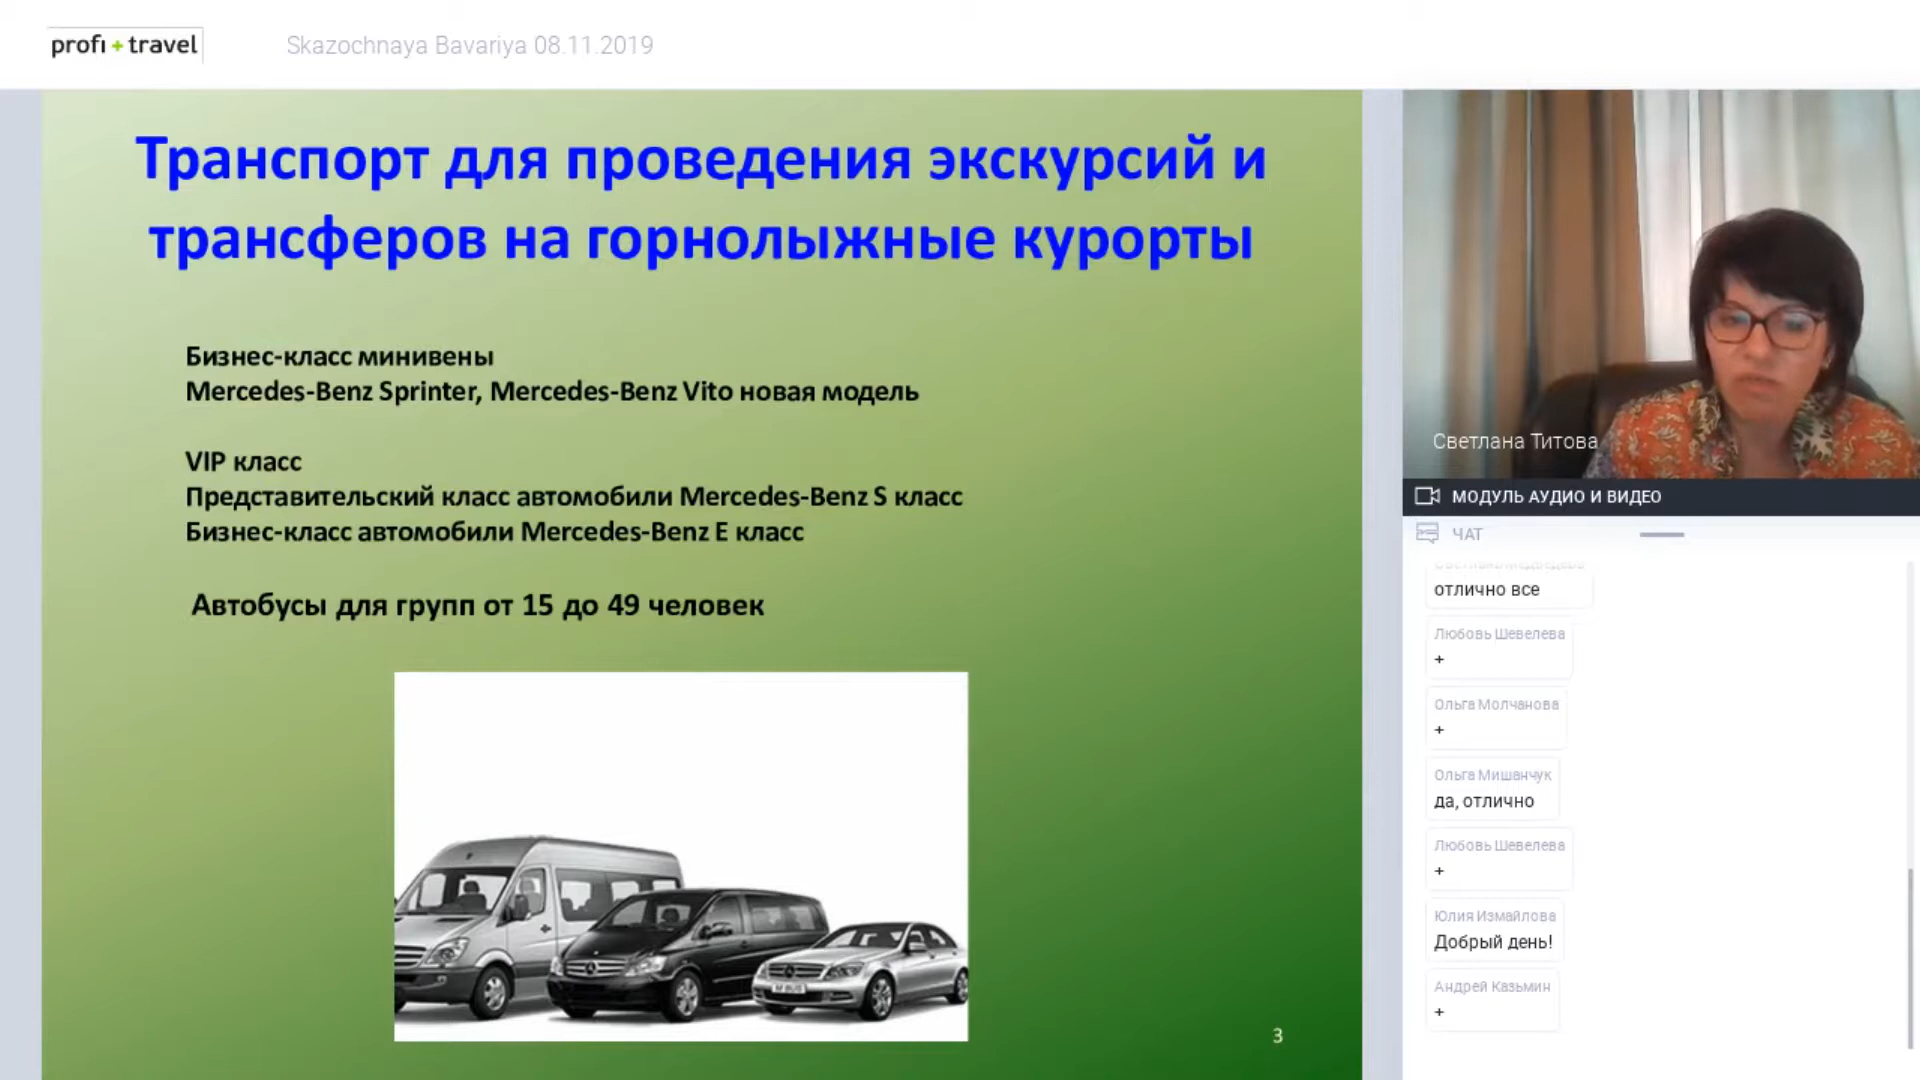 profi + travel
Skazochnaya Bavariya 08.11.2019
Транспорт для проведения экскурсий и
трансферов на горнолыжные курорты
Бизнес-класс минивены
Mercedes-Benz Sprinter, Mercedes-Benz Vito новая модель
VIP класс
Представительский класс автомобили Mercedes-Benz S класс
Бизнес-класс автомобили Mercedes-Benz E класс
Автобусы для групп от 15 до 49 человек
3
Светлана Титова
МОДУЛЬ АУДИО И ВИДЕО
ЧАТ
отлично все
Любовь Шевелева
+
Ольга Молчанова
+
Ольга Мишанчук
да, отлично
Любовь Шевелева
+
Юлия Измайлова
Добрый день!
Андрей Казьмин
+